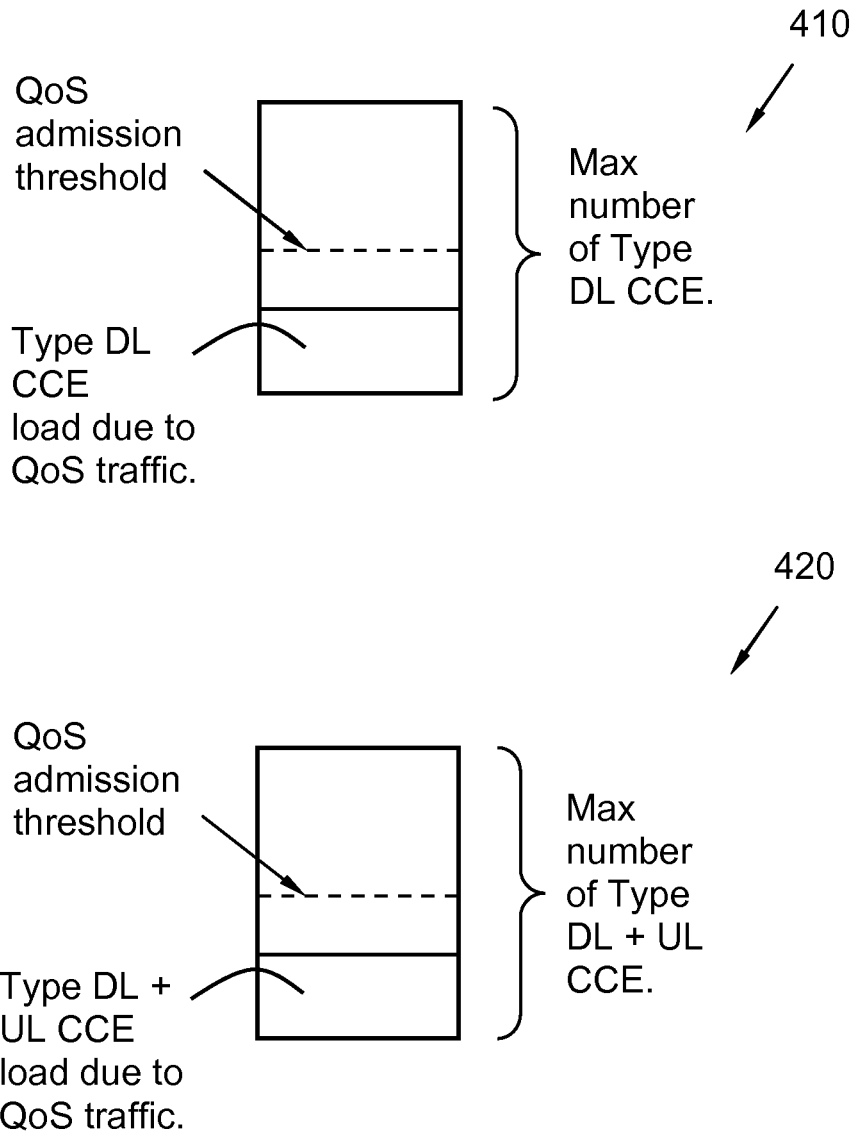 410
QoS
admission
threshold
Max
number
of Type
DL CCE.
Type DL
CCE
load due to
QoS traffic.
420
QoS
admission
threshold
Max
number
of Type
DL + UL
CCE.
Type DL +
UL CCE
load due to
QoS traffic.